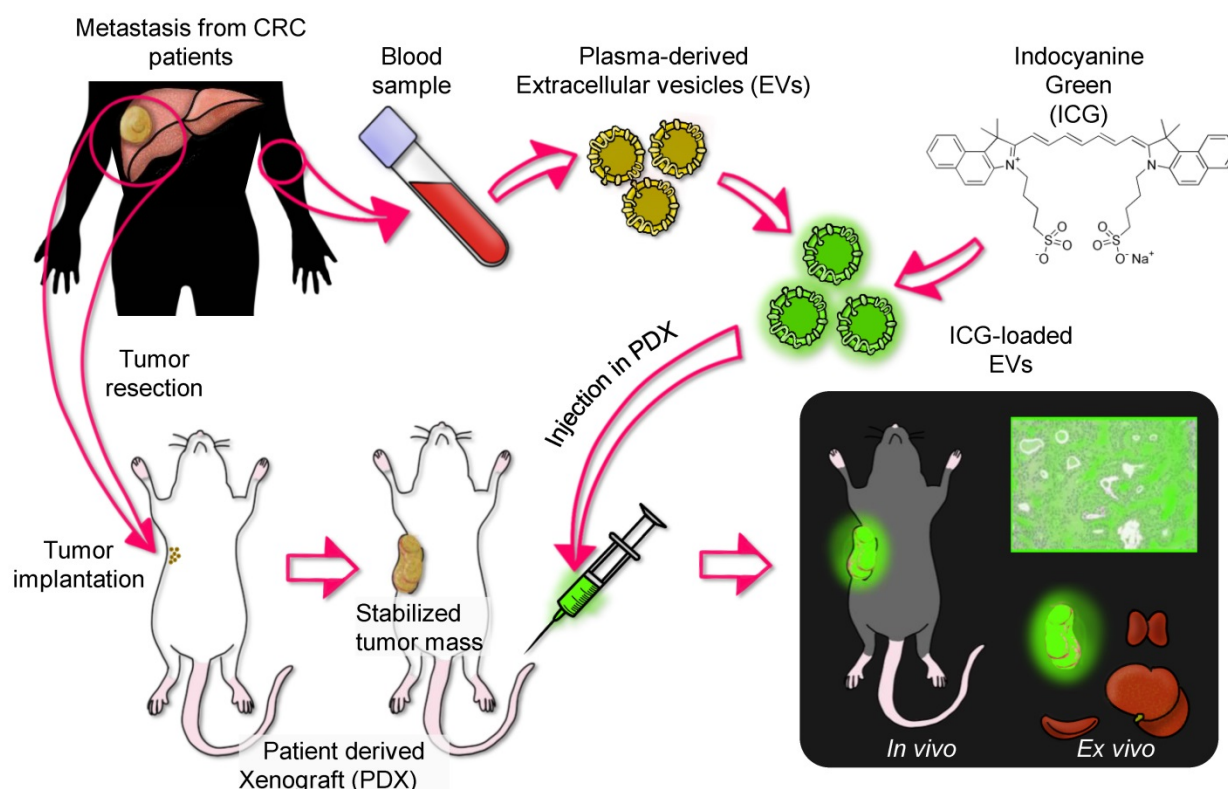 Metastasis from CRC
patients
Blood
sample
Plasma-derived
Extracellular vesicles (EVs)
Indocyanine
Green
(ICG)
N+
N
S
O
O
-O
O
O
S
O- Na+
ICG-loaded
EVs
Tumor
resection
Injection in PDX
Tumor
implantation
Stabilized
tumor mass
Patient derived
Xenograft (PDX)
In vivo
Ex vivo